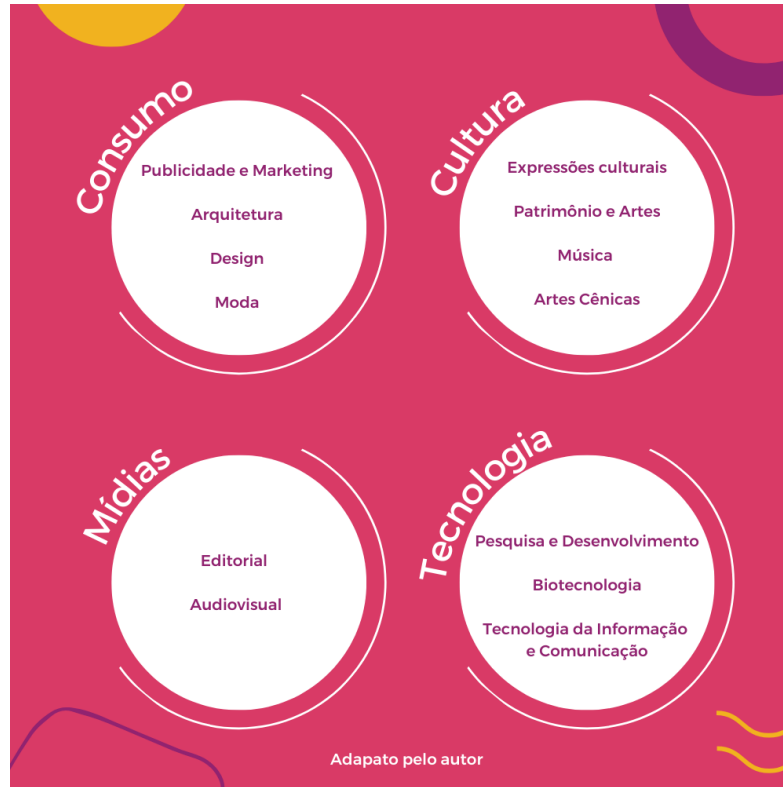 Consumo
Publicidade e Marketing
Arquitetura
Design
Moda
Cultura
Expressões culturais
Patrimônio e Artes
Música
Artes Cênicas
Mídias
Editorial
Audiovisual
Tecnologia
Pesquisa e Desenvolvimento
Biotecnologia
Tecnologia da Informação
e Comunicação
Adapato pelo autor